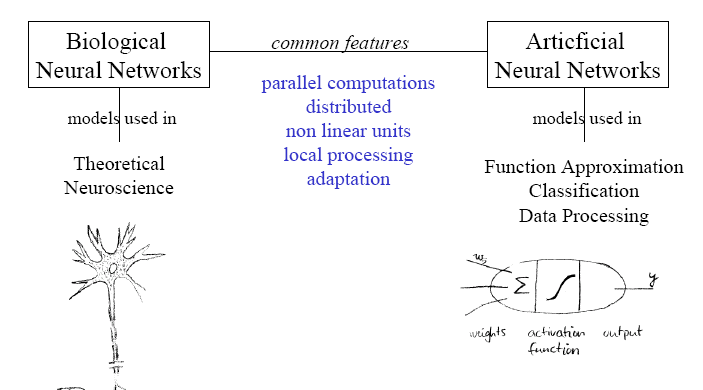 Biological
Neural Networks
common features
Articficial
Neural Networks
parallel computations
distributed
non linear units
local processing
adaptation
models used in
models used in
Theoretical
Neuroscience
Function Approximation
Classification
Data Processing
wⱼ
Σ
y
weights
activation
function
output